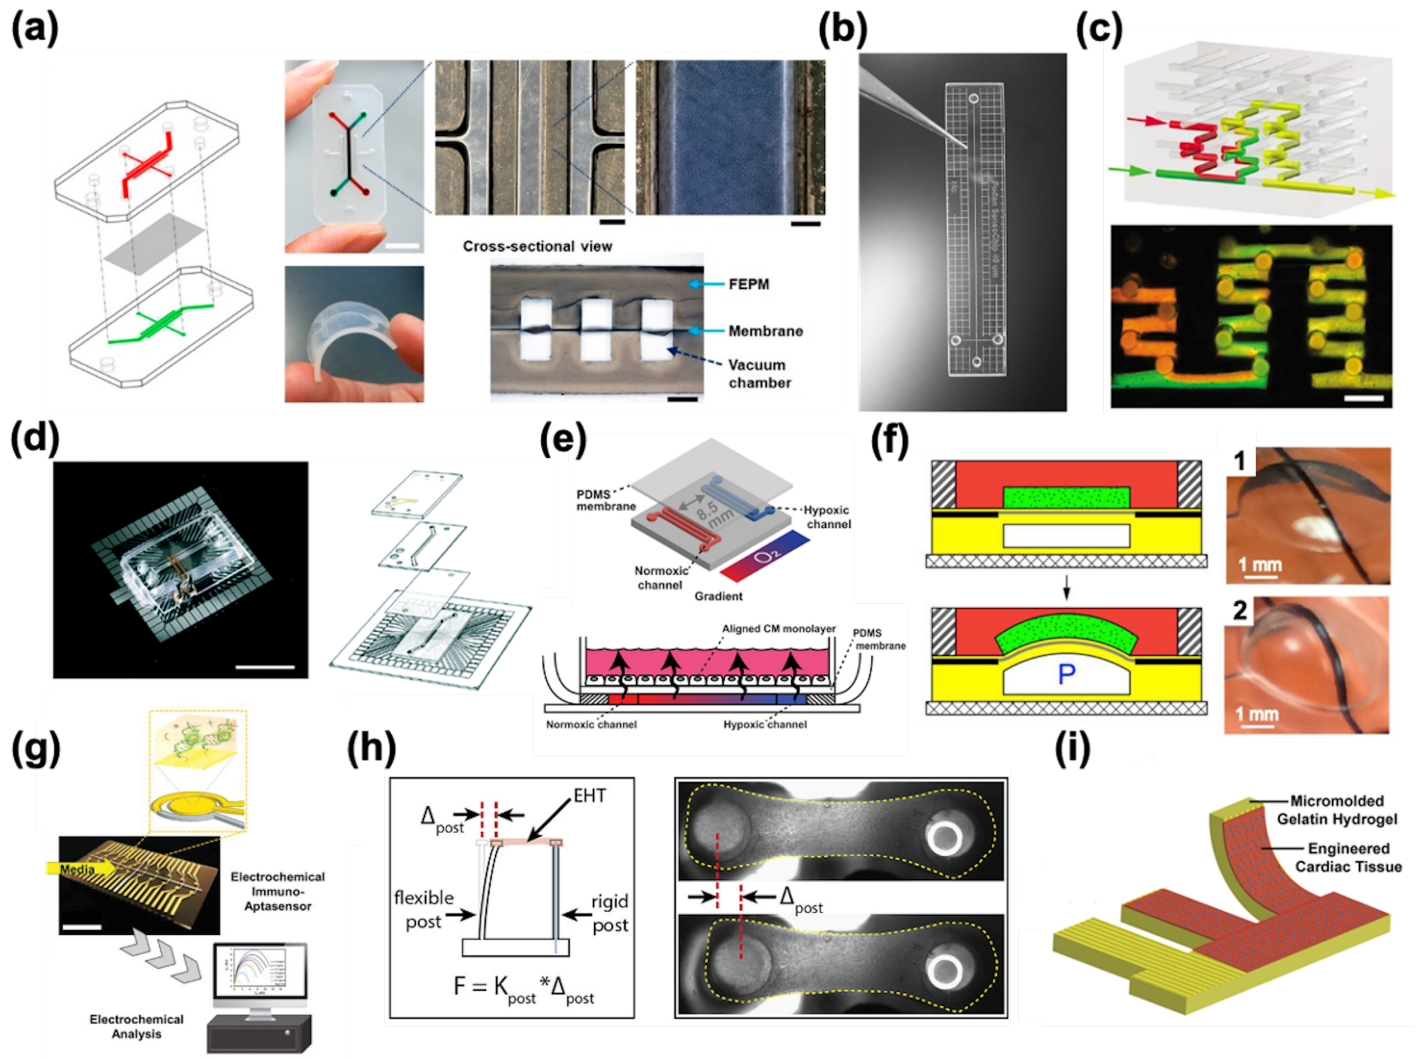 (a)
Cross-sectional view
FEPM
Membrane
Vacuum
chamber
(b)
(c)
(d)
(e)
PDMS
membrane
8.5
mm
Hypoxic
channel
Normoxic
channel
O2
Gradient
Aligned CM monolayer
PDMS
membrane
Normoxic channel
Hypoxic channel
(f)
P
1
1 mm
2
1 mm
(g)
Media
Electrochemical
Immuno-
Aptasensor
Electrochemical
Analysis
(h)
Δpost
EHT
flexible
post
rigid
post
F = Kpost *Δpost
Δpost
(i)
Micromolded
Gelatin Hydrogel
Engineered
Cardiac Tissue